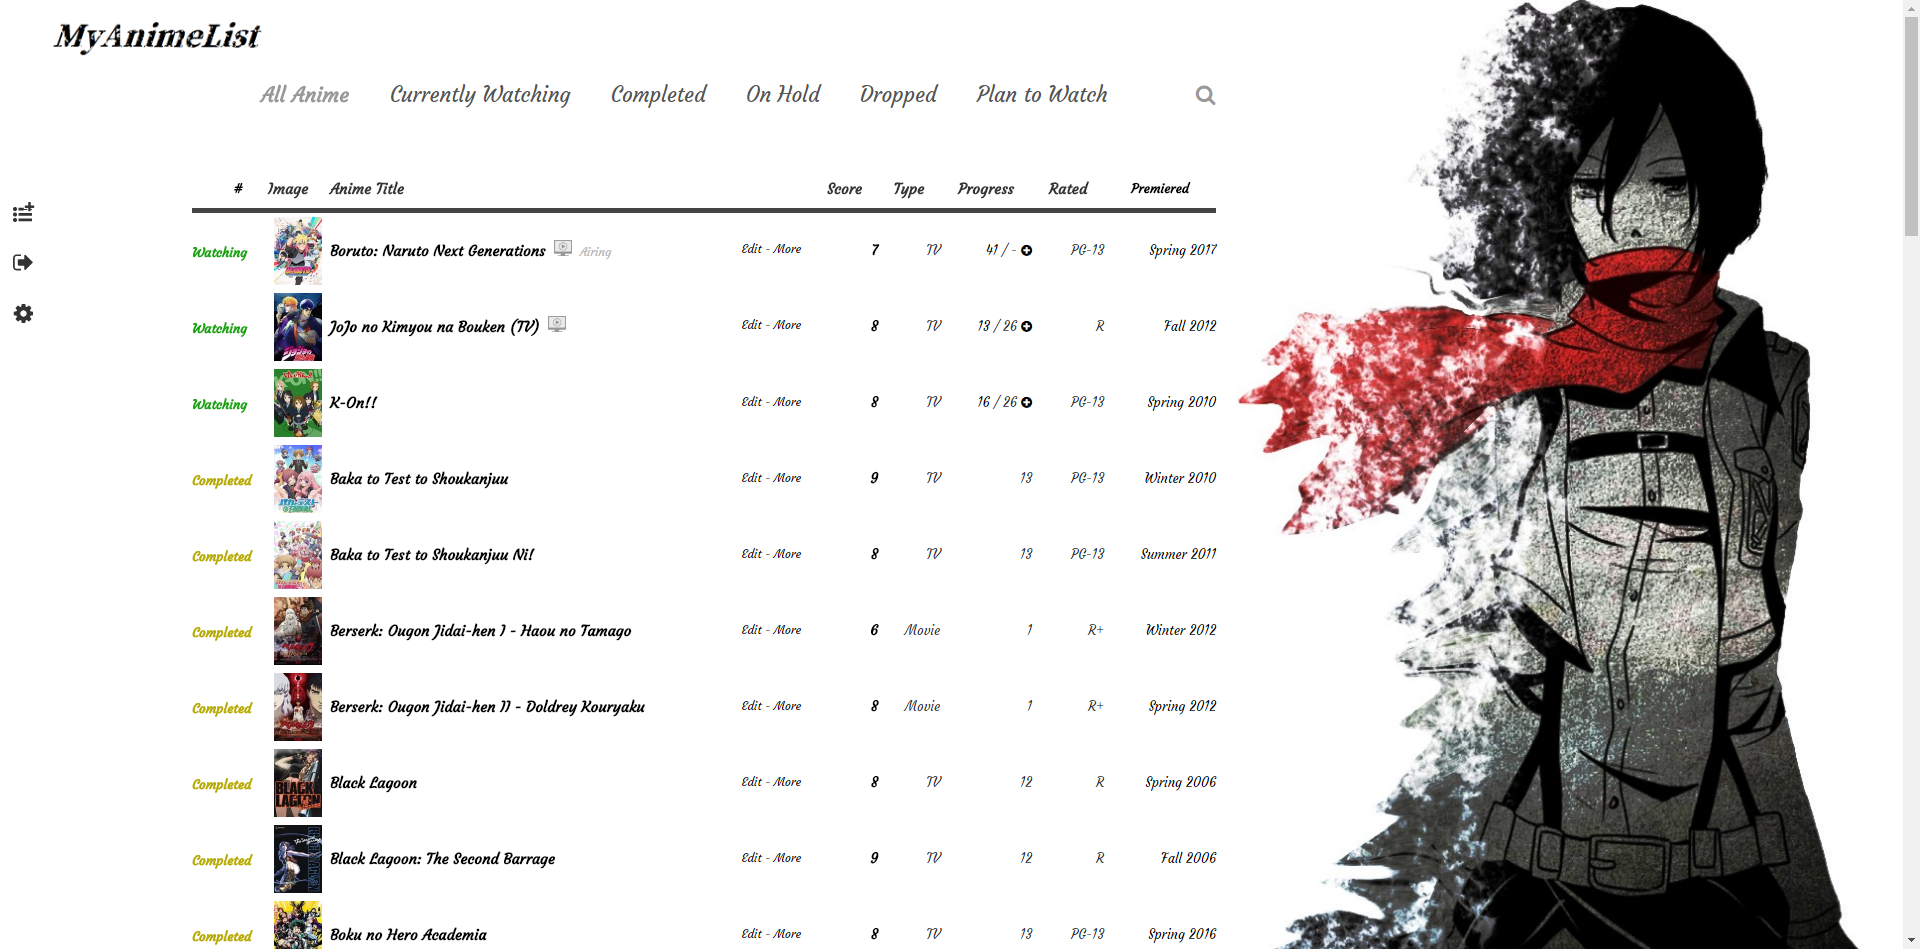 MyAnimeList
All Anime Currently Watching Completed On Hold Dropped Plan to Watch
# Image Anime Title Score Type Progress Rated Premiered
Watching Boruto: Naruto Next Generations Airing Edit - More 7 TV 41 / - PG-13 Spring 2017
Watching JoJo no Kimyou na Bouken (TV) Edit - More 8 TV 13 / 26 R Fall 2012
Watching K-On!! Edit - More 8 TV 16 / 26 PG-13 Spring 2010
Completed Baka to Test to Shoukanjuu Edit - More 9 TV 13 PG-13 Winter 2010
Completed Baka to Test to Shoukanjuu Ni! Edit - More 8 TV 13 PG-13 Summer 2011
Completed Berserk: Ougon Jidai-hen I - Haou no Tamago Edit - More 6 Movie 1 R+ Winter 2012
Completed Berserk: Ougon Jidai-hen II - Doldrey Kouryaku Edit - More 8 Movie 1 R+ Spring 2012
Completed BLACK LAGOON Black Lagoon Edit - More 8 TV 12 R Spring 2006
Completed Black Lagoon: The Second Barrage Edit - More 9 TV 12 R Fall 2006
Completed Boku no Hero Academia Edit - More 8 TV 13 PG-13 Spring 2016